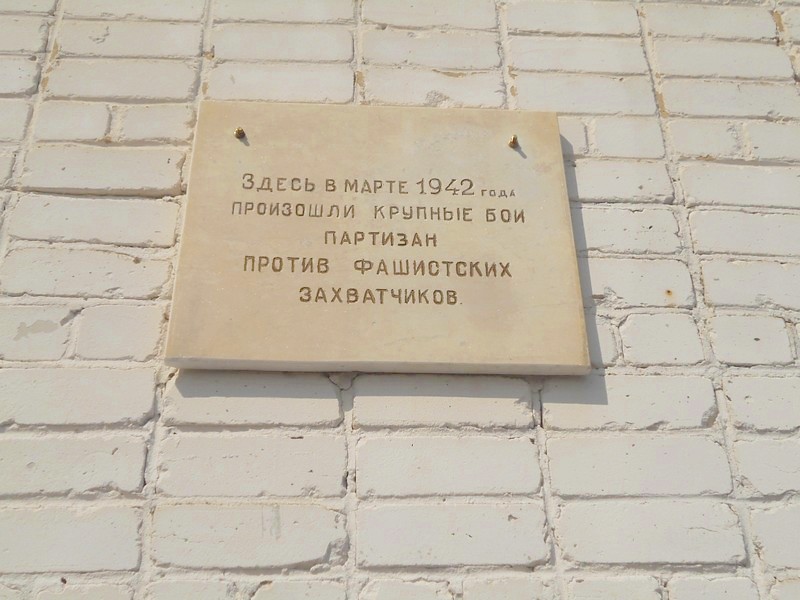 ЗДЕСЬ В МАРТЕ 1942 ГОДА
ПРОИЗОШЛИ КРУПНЫЕ БОИ
ПАРТИЗАН
ПРОТИВ ФАШИСТСКИХ
ЗАХВАТЧИКОВ.